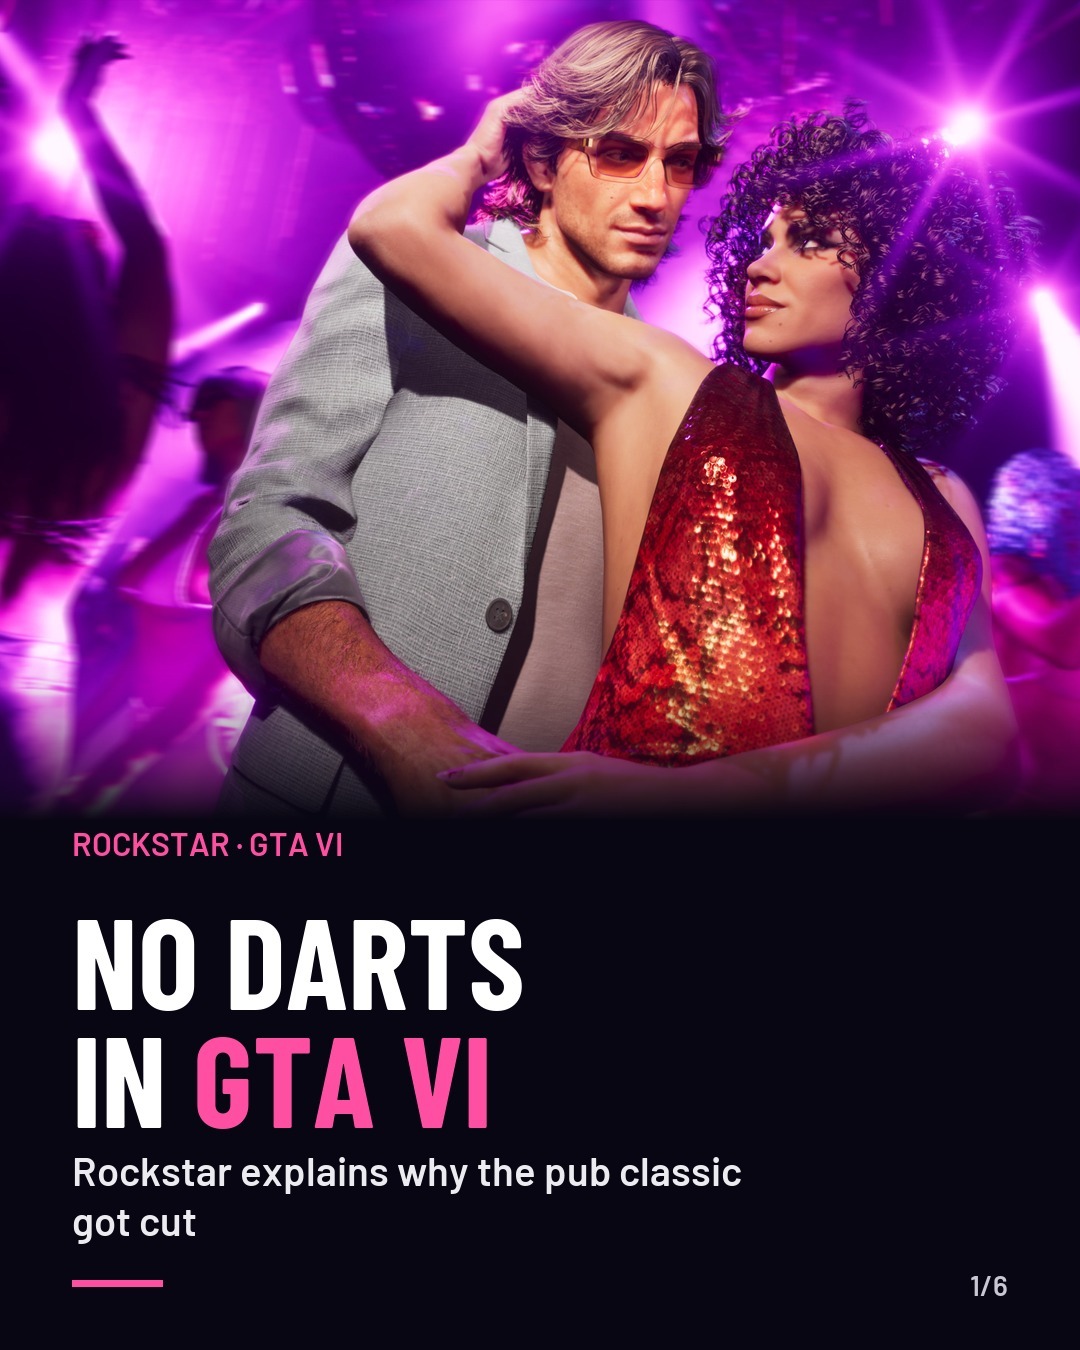 ROCKSTAR · GTA VI
NO DARTS
IN GTA VI
Rockstar explains why the pub classic
got cut
1/6